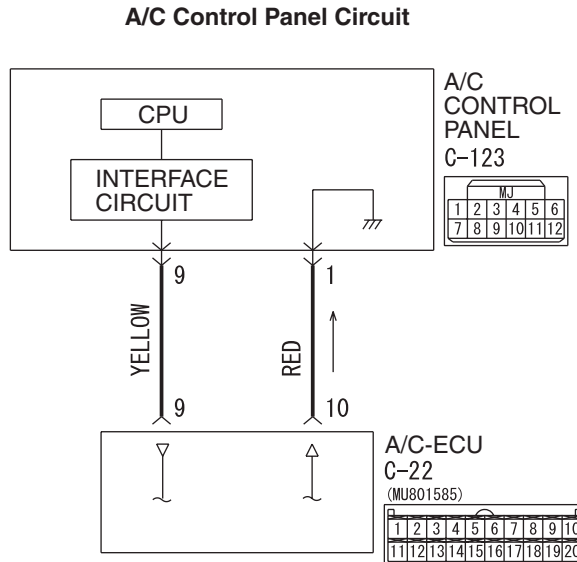 A/C Control Panel Circuit
A/C
CONTROL
PANEL
C-123
CPU
INTERFACE
CIRCUIT
MJ
1 2 3 4 5 6
7 8 9 10 11 12
9 1
YELLOW
RED
9 10
A/C-ECU
C-22
(MU801585)
1 2 3 4 5 6 7 8 9 10
11 12 13 14 15 16 17 18 19 20